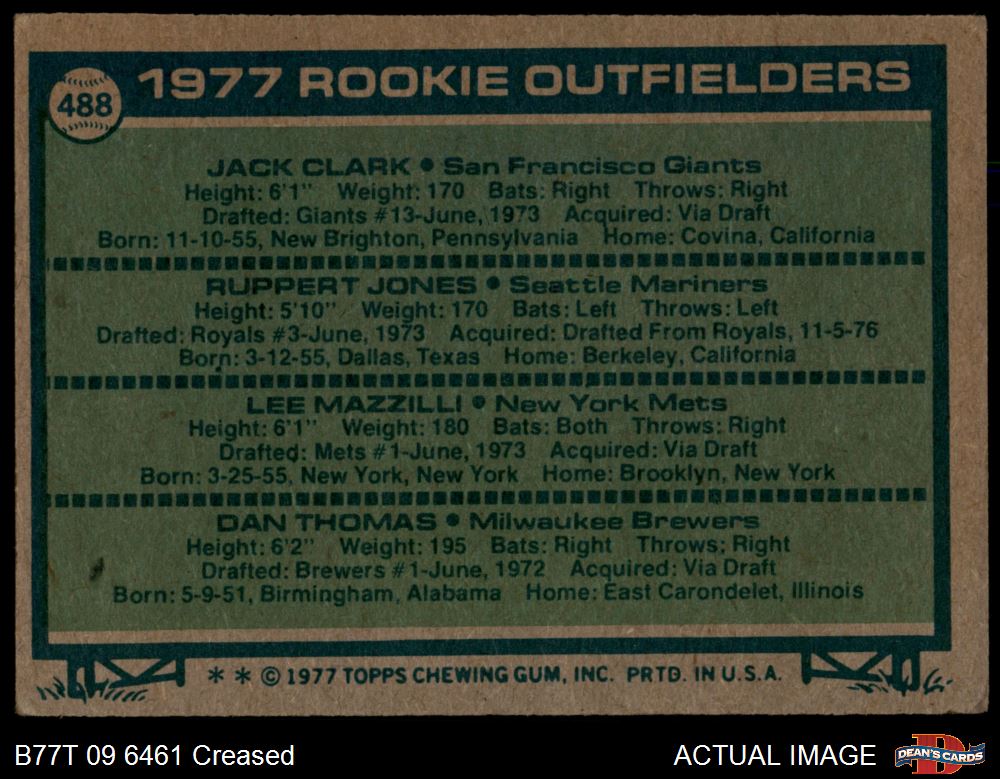 488
1977 ROOKIE OUTFIELDERS
JACK CLARK • San Francisco Giants
Height: 6'1" Weight: 170 Bats: Right Throws: Right
Drafted: Giants #13-June, 1973 Acquired: Via Draft
Born: 11-10-55, New Brighton, Pennsylvania Home: Covina, California
RUPPERT JONES • Seattle Mariners
Height: 5'10" Weight: 170 Bats: Left Throws: Left
Drafted: Royals #3-June, 1973 Acquired: Drafted From Royals, 11-5-76
Born: 3-12-55, Dallas, Texas Home: Berkeley, California
LEE MAZZILLI • New York Mets
Height: 6'1" Weight: 180 Bats: Both Throws: Right
Drafted: Mets #1-June, 1973 Acquired: Via Draft
Born: 3-25-55, New York, New York Home: Brooklyn, New York
DAN THOMAS • Milwaukee Brewers
Height: 6'2" Weight: 195 Bats: Right Throws: Right
Drafted: Brewers #1-June, 1972 Acquired: Via Draft
Born: 5-9-51, Birmingham, Alabama Home: East Carondelet, Illinois
* * © 1977 TOPPS CHEWING GUM, INC. PRTD. IN U.S.A.
B77T 09 6461 Creased
ACTUAL IMAGE
DEAN'S CARDS